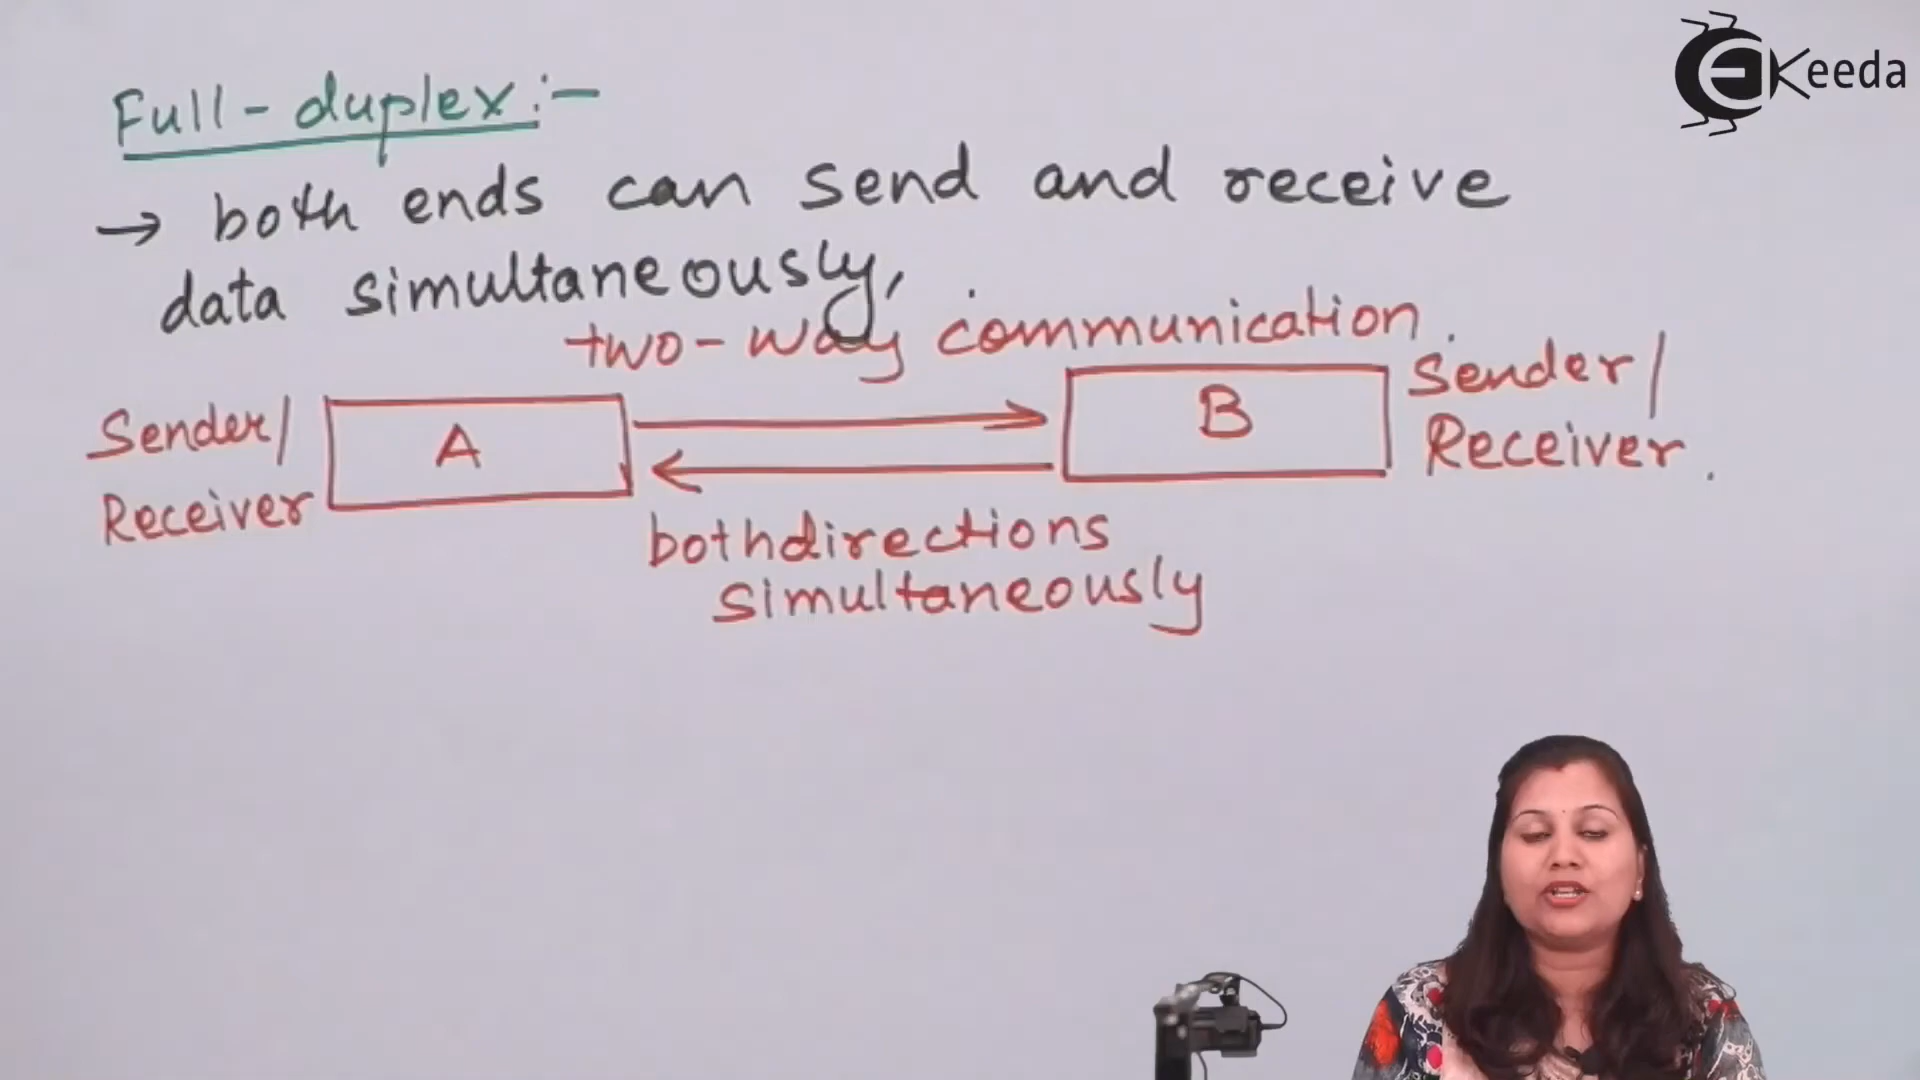 EKeeda
Full-duplex:-
→ both ends can send and receive
data simultaneously,
two-way communication.
Sender/
Receiver
A
B
Sender/
Receiver.
bothdirections
simultaneously